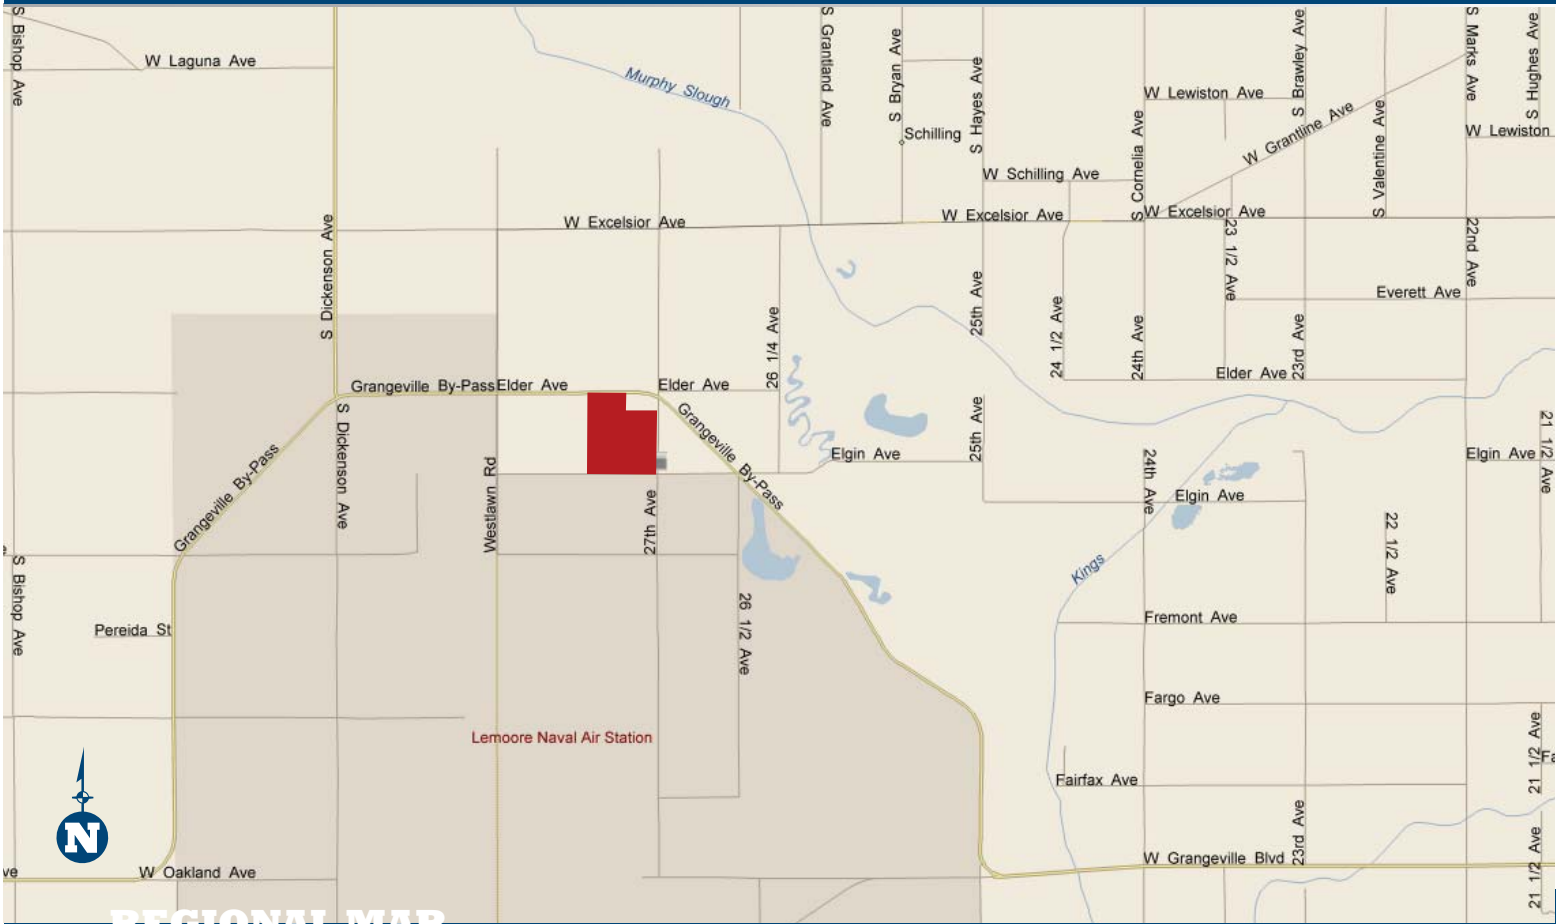 S Bishop Ave
W Laguna Ave
Murphy Slough
S Grantland Ave
S Bryan Ave
S Hayes Ave
Schilling
W Lewiston Ave
S Brawley Ave
S Marks Ave
S Hughes Ave
W Grantline Ave
S Valentine Ave
W Lewiston
S Cornelia Ave
W Schilling Ave
S Dickenson Ave
W Excelsior Ave
W Excelsior Ave
W Excelsior Ave
23 1/2 Ave
22nd Ave
25th Ave
Everett Ave
26 1/4 Ave
24 1/2 Ave
24th Ave
23rd Ave
Elder Ave
Grangeville By-Pass
Elder Ave
Elder Ave
S Dickenson Ave
Grangeville By-Pass
Grangeville By-Pass
25th Ave
Elgin Ave
Elgin Ave
21 1/2 Ave
24th Ave
Elgin Ave
Westlawn Rd
27th Ave
22 1/2 Ave
S Bishop Ave
Kings
26 1/2 Ave
Fremont Ave
Pereida St
Fargo Ave
Lemoore Naval Air Station
21 1/2 Ave
Fa
Fairfax Ave
N
23rd Ave
W Grangeville Blvd
21 1/2 Ave
ve
W Oakland Ave
REGIONAL MAP